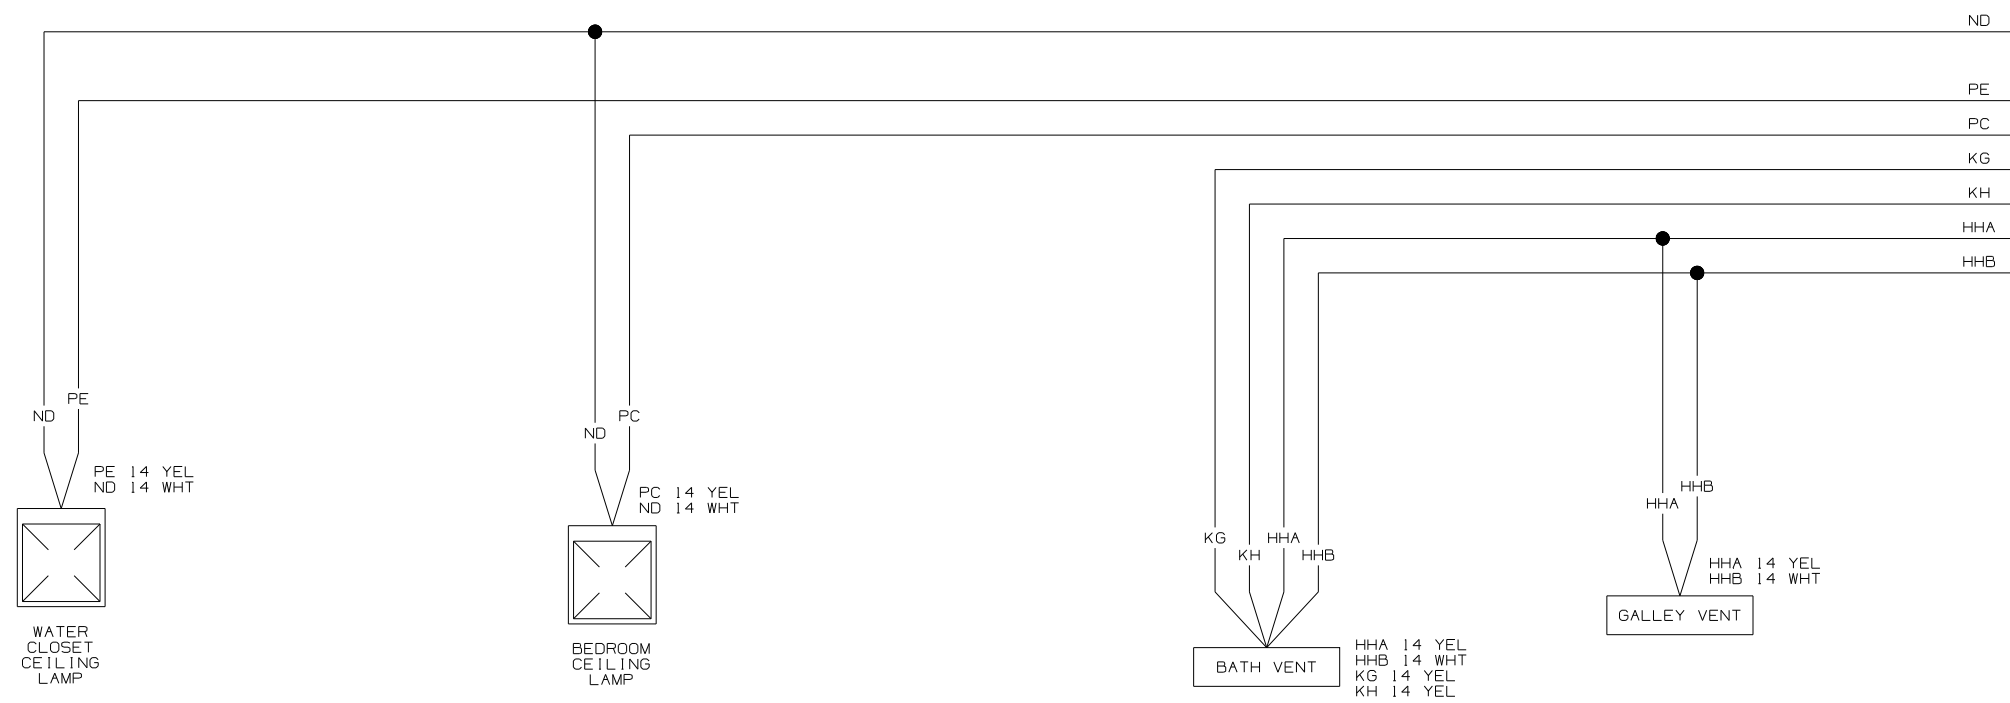 ND
PE
PC
KG
KH
HHA
HHB
PE
ND
PC
ND
PE 14 YEL
ND 14 WHT
PC 14 YEL
ND 14 WHT
HHB
HHA
KG
HHA
KH
HHB
HHA 14 YEL
HHB 14 WHT
GALLEY VENT
WATER
CLOSET
CEILING
LAMP
BEDROOM
CEILING
LAMP
BATH VENT
HHA 14 YEL
HHB 14 WHT
KG 14 YEL
KH 14 YEL